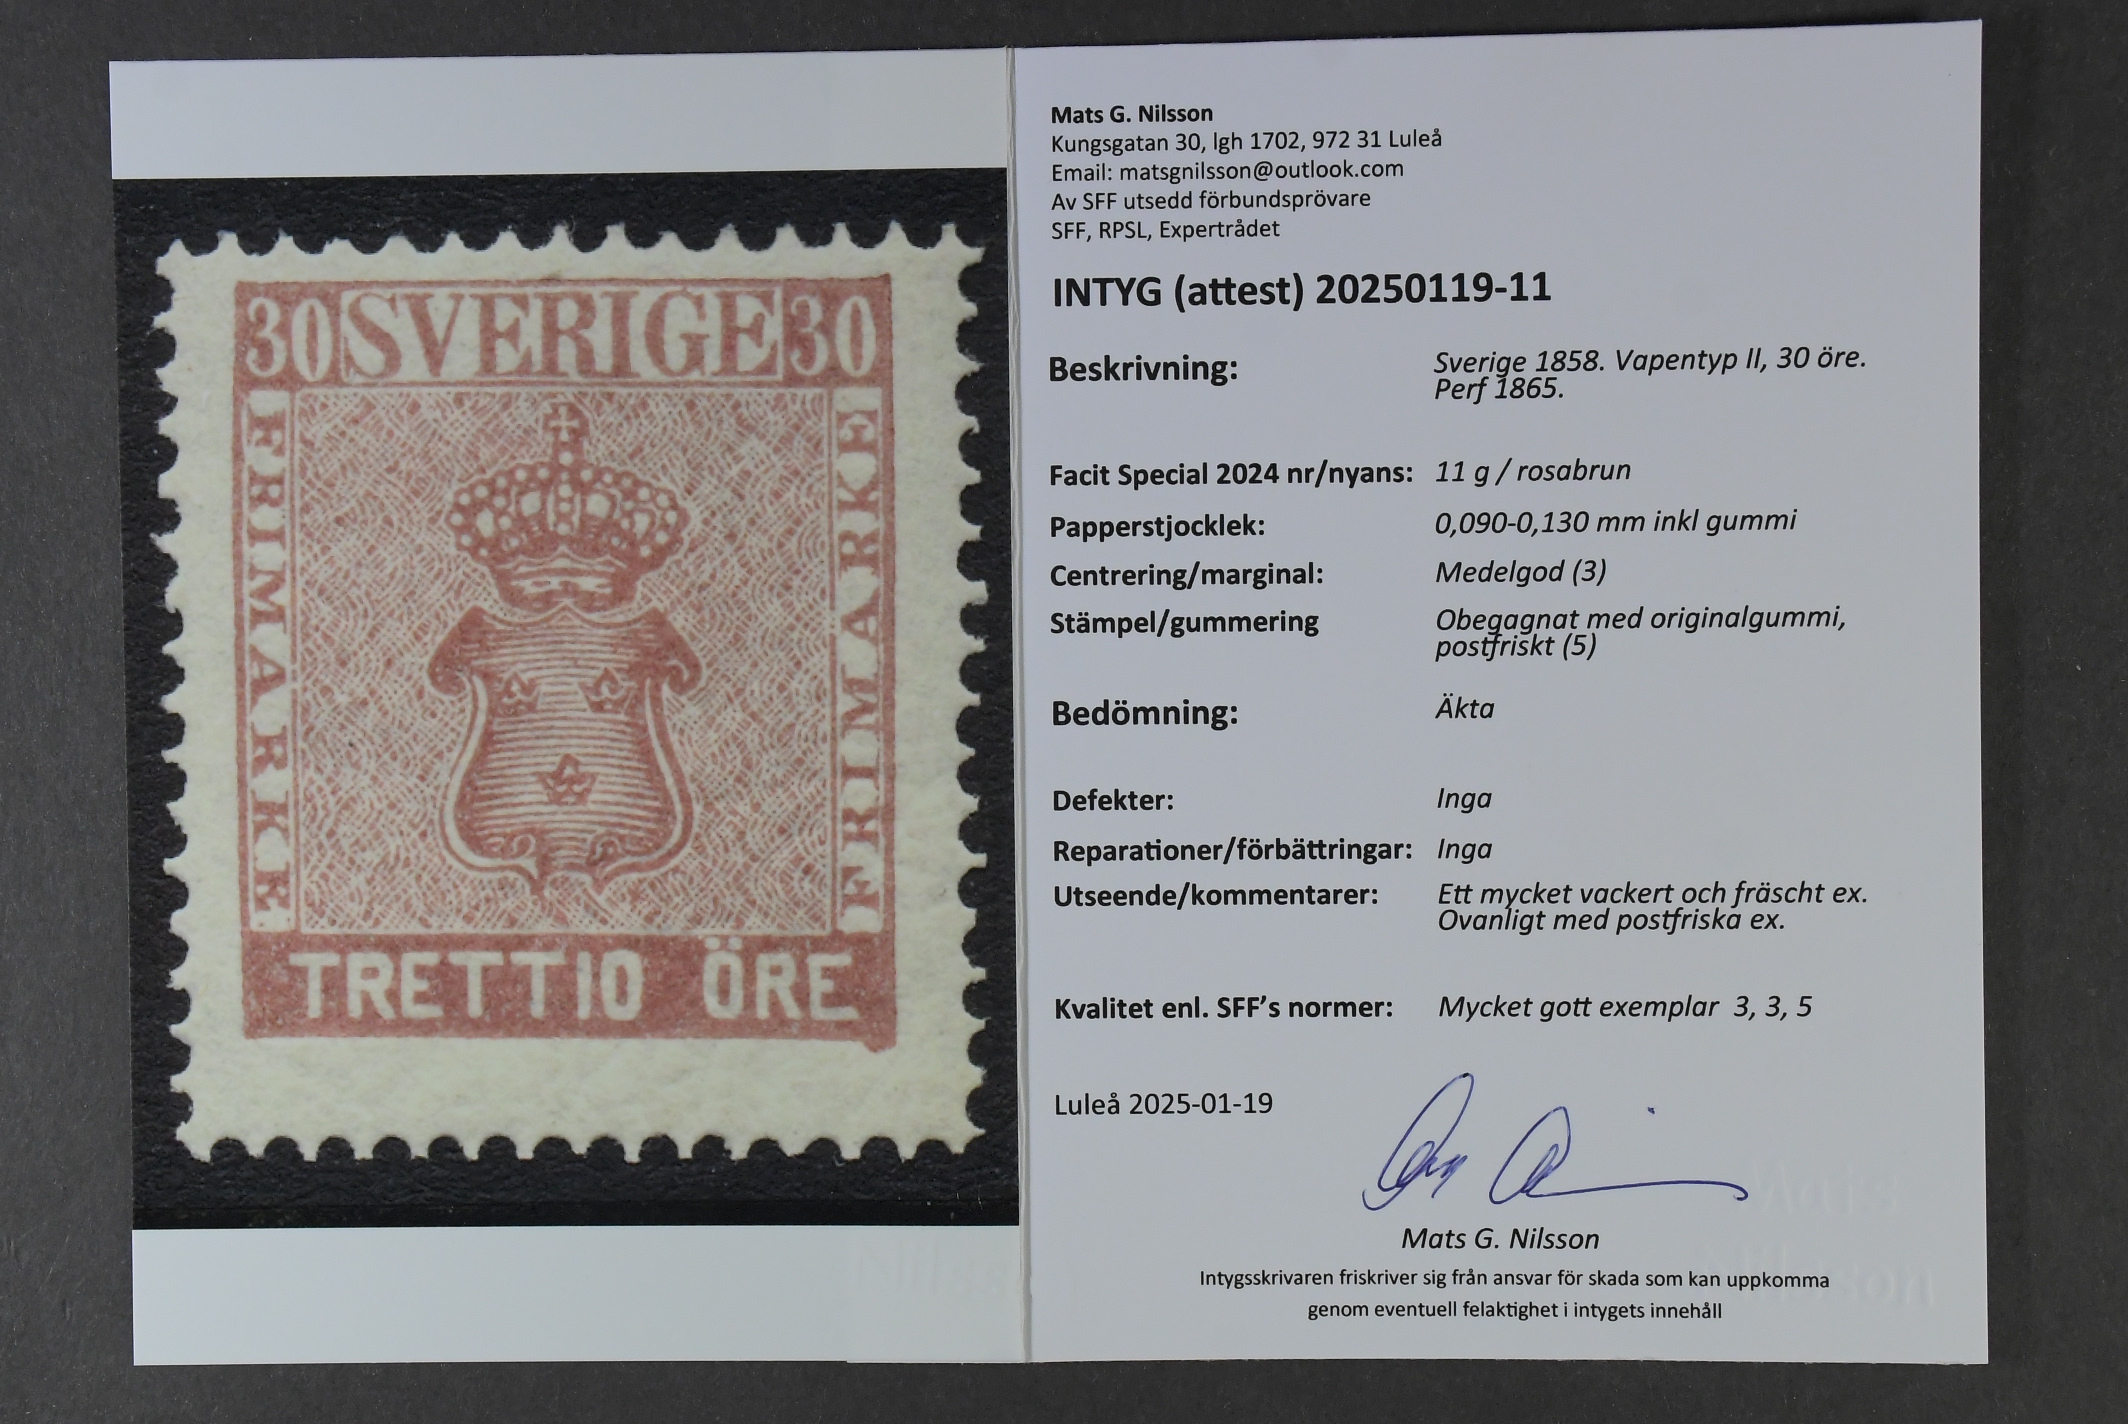 30 SVERIGE 30
FRIMÄRKE
FRIMÄRKE
TRETTIO ÖRE
Mats G. Nilsson
Kungsgatan 30, lgh 1702, 972 31 Luleå
Email: matsgnilsson@outlook.com
Av SFF utsedd förbundsprövare
SFF, RPSL, Expertrådet
INTYG (attest) 20250119-11
Beskrivning: Sverige 1858. Vapentyp II, 30 öre.
Perf 1865.
Facit Special 2024 nr/nyans: 11 g / rosabrun
Papperstjocklek: 0,090-0,130 mm inkl gummi
Centrering/marginal: Medelgod (3)
Stämpel/gummering Obegagnat med originalgummi,
postfriskt (5)
Bedömning: Äkta
Defekter: Inga
Reparationer/förbättringar: Inga
Utseende/kommentarer: Ett mycket vackert och fräscht ex.
Ovanligt med postfriska ex.
Kvalitet enl. SFF’s normer: Mycket gott exemplar 3, 3, 5
Luleå 2025-01-19
Mats G. Nilsson
Intygsskrivaren friskriver sig från ansvar för skada som kan uppkomma
genom eventuell felaktighet i intygets innehåll
Mats
Nilsson